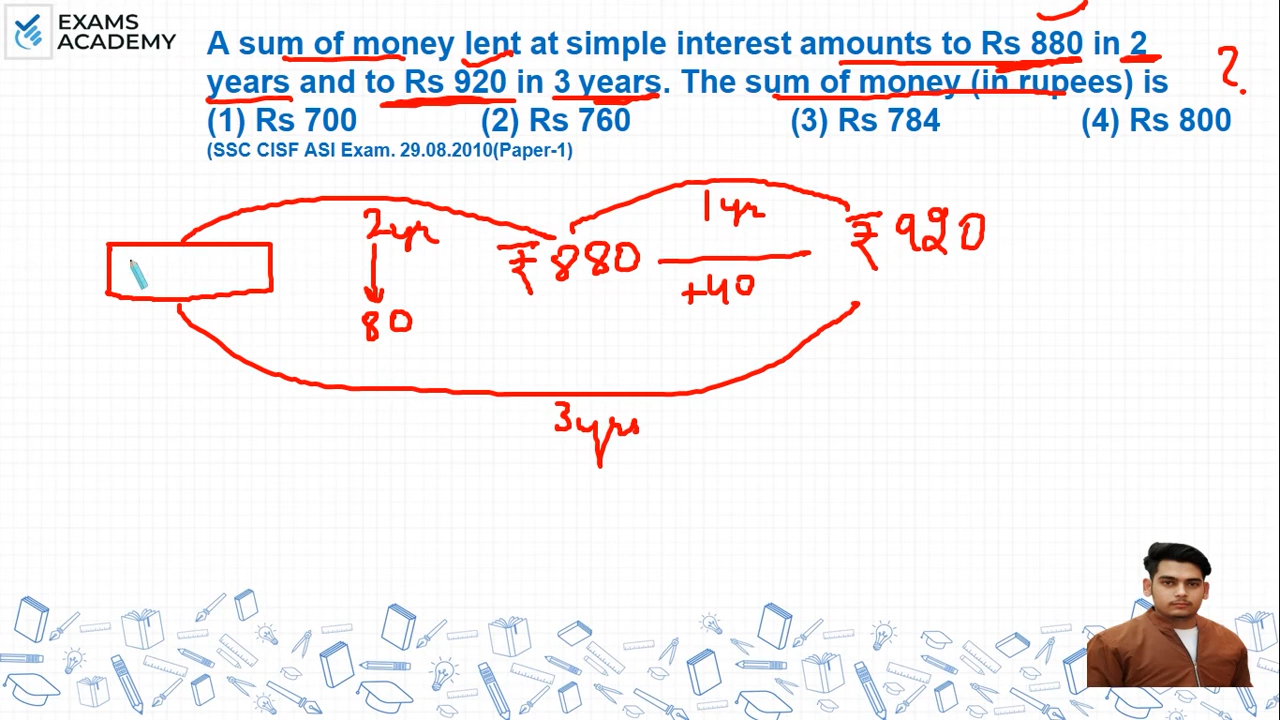 EXAMS
ACADEMY
A sum of money lent at simple interest amounts to Rs 880 in 2
years and to Rs 920 in 3 years. The sum of money (in rupees) is
?
(1) Rs 700 (2) Rs 760 (3) Rs 784 (4) Rs 800
(SSC CISF ASI Exam. 29.08.2010(Paper-1)
2yr
₹880
1yr
+40
₹920
80
3yrs